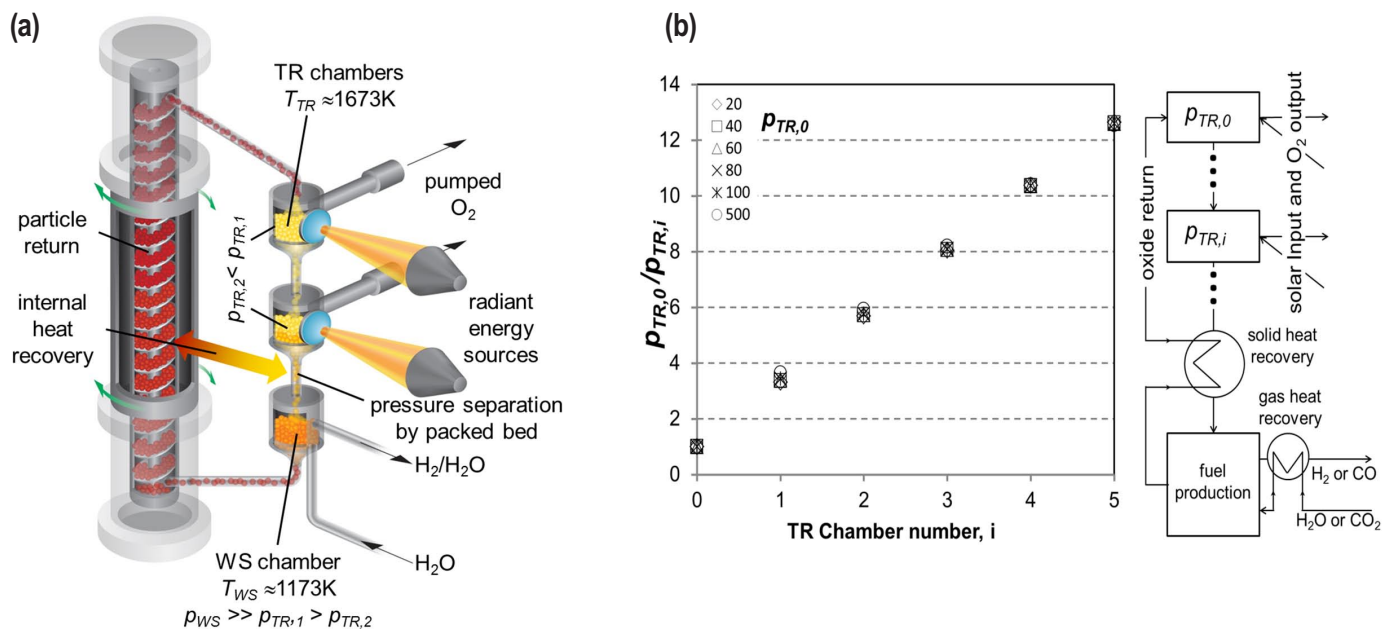 (a)
TR chambers
T_TR ≈1673K
pumped
O2
p_TR,2 < p_TR,1
particle
return
internal
heat
recovery
radiant
energy
sources
pressure separation
by packed bed
H2/H2O
H2O
WS chamber
T_WS ≈1173K
p_WS >> p_TR,1 > p_TR,2
(b)
14
12
10
8
6
4
2
0
p_TR,0/p_TR,i
20
40
60
80
100
500
p_TR,0
0
1
2
3
4
5
TR Chamber number, i
p_TR,0
p_TR,i
oxide return
solar Input and O2 output
solid heat
recovery
gas heat
recovery
fuel
production
H2 or CO
H2O or CO2